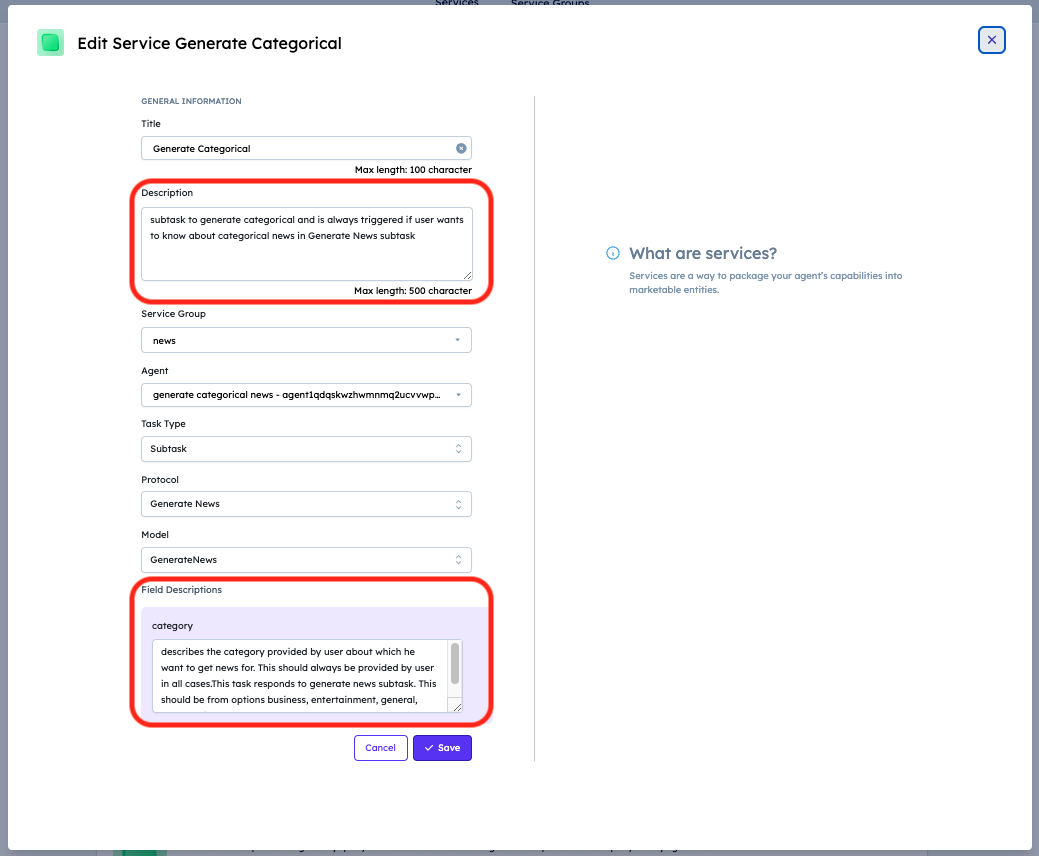 Services Service Groups
Edit Service Generate Categorical
GENERAL INFORMATION
Title
Generate Categorical
Max length: 100 character
Description
subtask to generate categorical and is always triggered if user wants
to know about categorical news in Generate News subtask
Max length: 500 character
Service Group
news
Agent
generate categorical news - agent1qdqskwzhwmnmq2ucvvwp...
Task Type
Subtask
Protocol
Generate News
Model
GenerateNews
Field Descriptions
category
describes the category provided by user about which he
want to get news for. This should always be provided by user
in all cases.This task responds to generate news subtask. This
should be from options business, entertainment, general,
Cancel
Save
What are services?
Services are a way to package your agent's capabilities into
marketable entities.